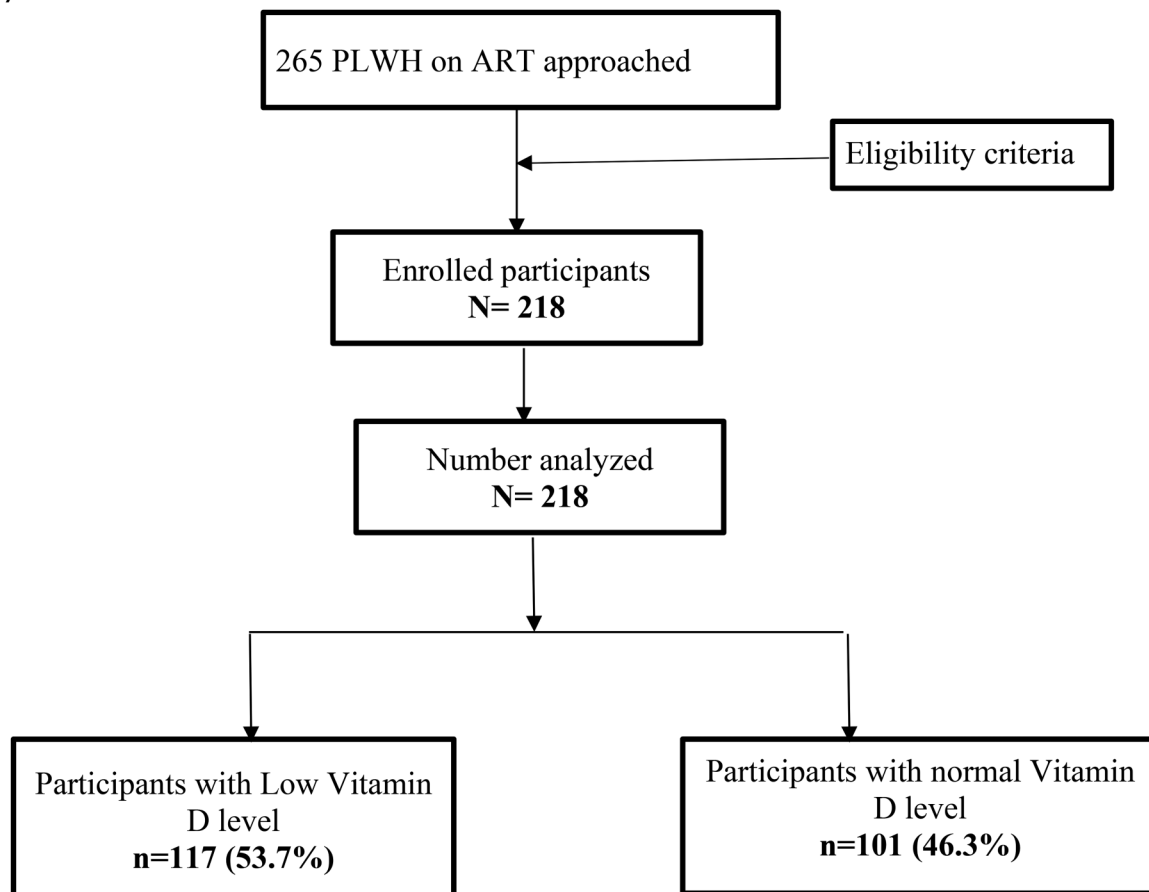 265 PLWH on ART approached
Eligibility criteria
Enrolled participants
N= 218
Number analyzed
N= 218
Participants with Low Vitamin
D level
n=117 (53.7%)
Participants with normal Vitamin
D level
n=101 (46.3%)